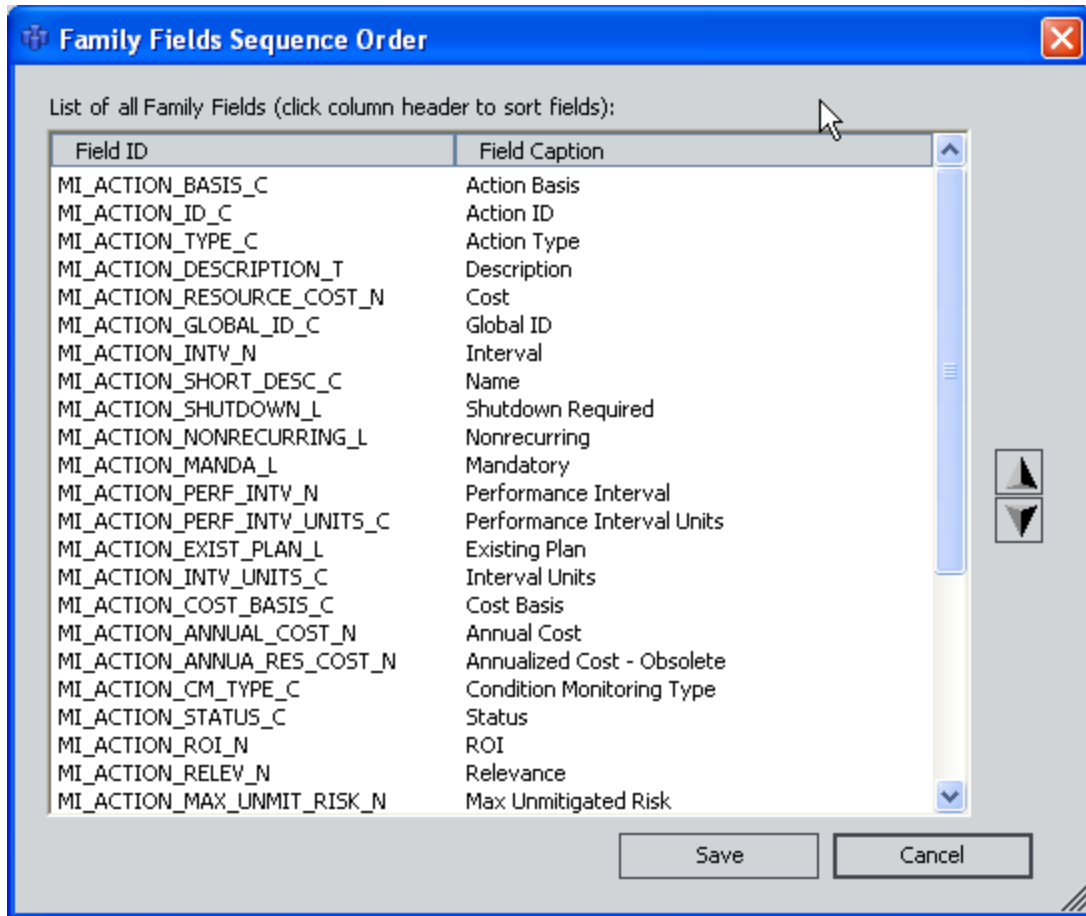 Family Fields Sequence Order
List of all Family Fields (click column header to sort fields):
Field ID Field Caption
MI_ACTION_BASIS_C Action Basis
MI_ACTION_ID_C Action ID
MI_ACTION_TYPE_C Action Type
MI_ACTION_DESCRIPTION_T Description
MI_ACTION_RESOURCE_COST_N Cost
MI_ACTION_GLOBAL_ID_C Global ID
MI_ACTION_INTV_N Interval
MI_ACTION_SHORT_DESC_C Name
MI_ACTION_SHUTDOWN_L Shutdown Required
MI_ACTION_NONRECURRING_L Nonrecurring
MI_ACTION_MANDA_L Mandatory
MI_ACTION_PERF_INTV_N Performance Interval
MI_ACTION_PERF_INTV_UNITS_C Performance Interval Units
MI_ACTION_EXIST_PLAN_L Existing Plan
MI_ACTION_INTV_UNITS_C Interval Units
MI_ACTION_COST_BASIS_C Cost Basis
MI_ACTION_ANNUAL_COST_N Annual Cost
MI_ACTION_ANNUA_RES_COST_N Annualized Cost - Obsolete
MI_ACTION_CM_TYPE_C Condition Monitoring Type
MI_ACTION_STATUS_C Status
MI_ACTION_ROI_N ROI
MI_ACTION_RELEV_N Relevance
MI_ACTION_MAX_UNMIT_RISK_N Max Unmitigated Risk
Save Cancel